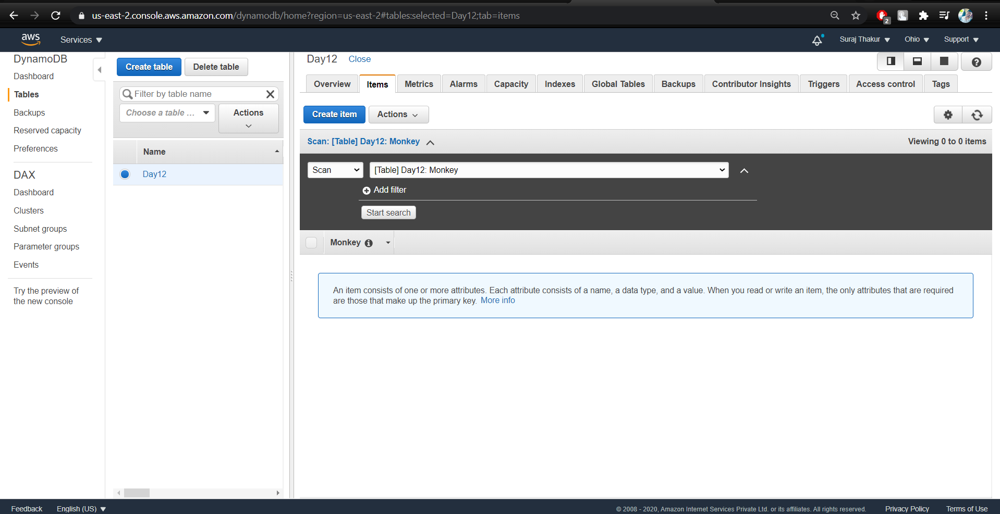 us-east-2.console.aws.amazon.com/dynamodb/home?region=us-east-2#tables:selected=Day12;tab=items
2
aws
Services
Suraj Thakur
Ohio
Support
DynamoDB
Dashboard
Tables
Backups
Reserved capacity
Preferences
DAX
Dashboard
Clusters
Subnet groups
Parameter groups
Events
Try the preview of
the new console
Create table
Delete table
Filter by table name
Choose a table ...
Actions
Name
Day12
Day12
Close
Overview
Items
Metrics
Alarms
Capacity
Indexes
Global Tables
Backups
Contributor Insights
Triggers
Access control
Tags
Create item
Actions
Scan: [Table] Day12: Monkey
Viewing 0 to 0 items
Scan
[Table] Day12: Monkey
Add filter
Start search
Monkey
An item consists of one or more attributes. Each attribute consists of a name, a data type, and a value. When you read or write an item, the only attributes that are required
are those that make up the primary key. More info
Feedback
English (US)
© 2008 - 2020, Amazon Internet Services Private Ltd. or its affiliates. All rights reserved.
Privacy Policy
Terms of Use